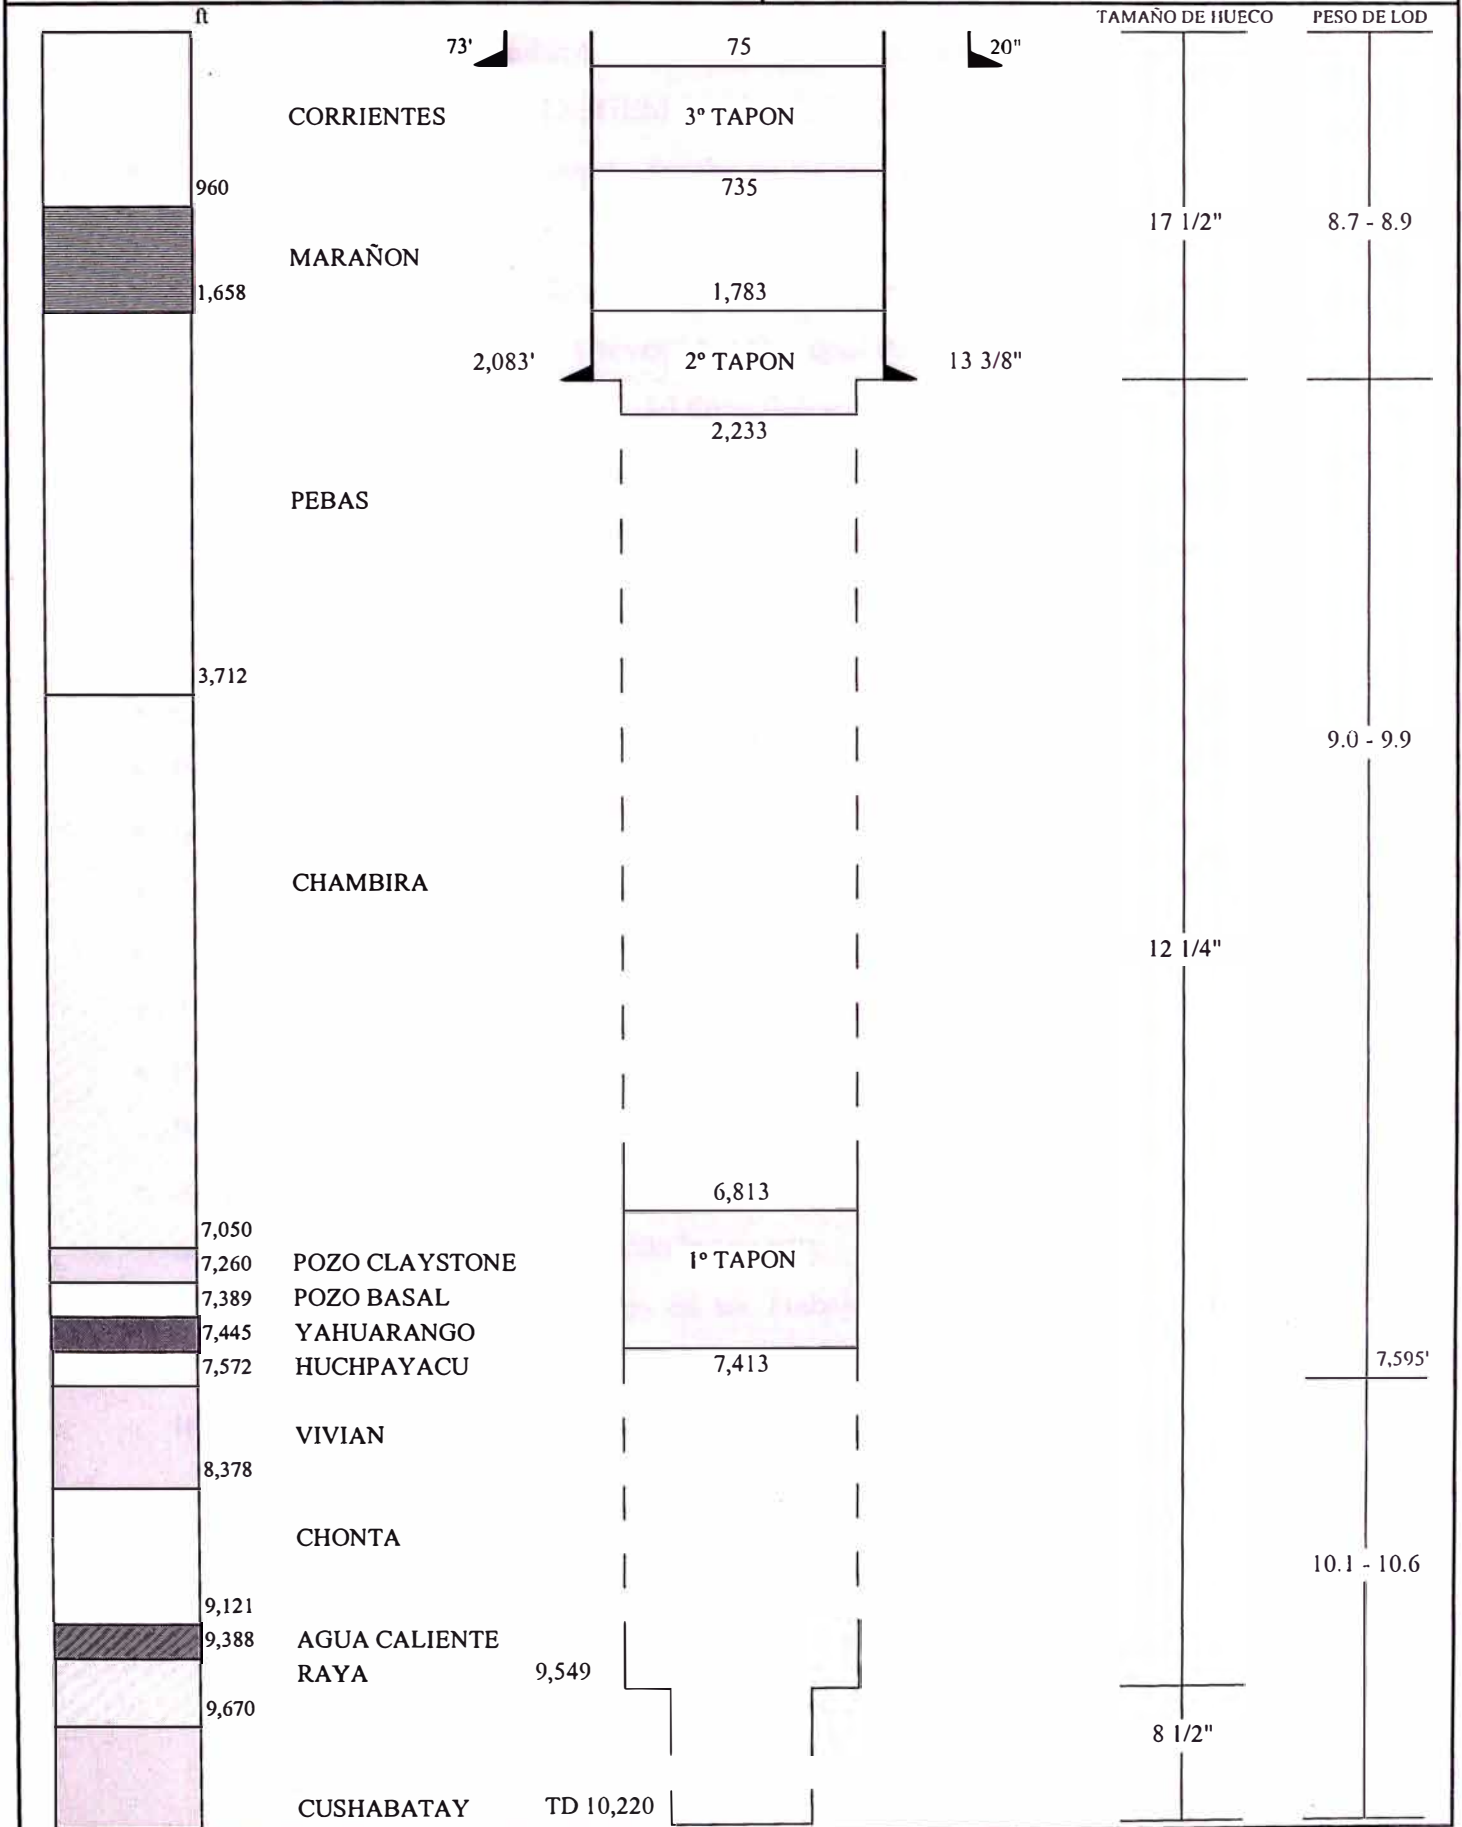 ft TAMAÑO DE HUECO PESO DE LOD
73' 75 20"
CORRIENTES 3º TAPON
960 735
17 1/2" 8.7 - 8.9
MARAÑON
1,658 1,783
2,083' 2º TAPON 13 3/8"
2,233
PEBAS
3,712
9.0 - 9.9
CHAMBIRA
12 1/4"
6,813
7,050
7,260 POZO CLAYSTONE 1º TAPON
7,389 POZO BASAL
7,445 YAHUARANGO
7,572 HUCHPAYACU 7,413 7,595'
VIVIAN
8,378
CHONTA
10.1 - 10.6
9,121
9,388 AGUA CALIENTE
RAYA 9,549
9,670
8 1/2"
CUSHABATAY TD 10,220